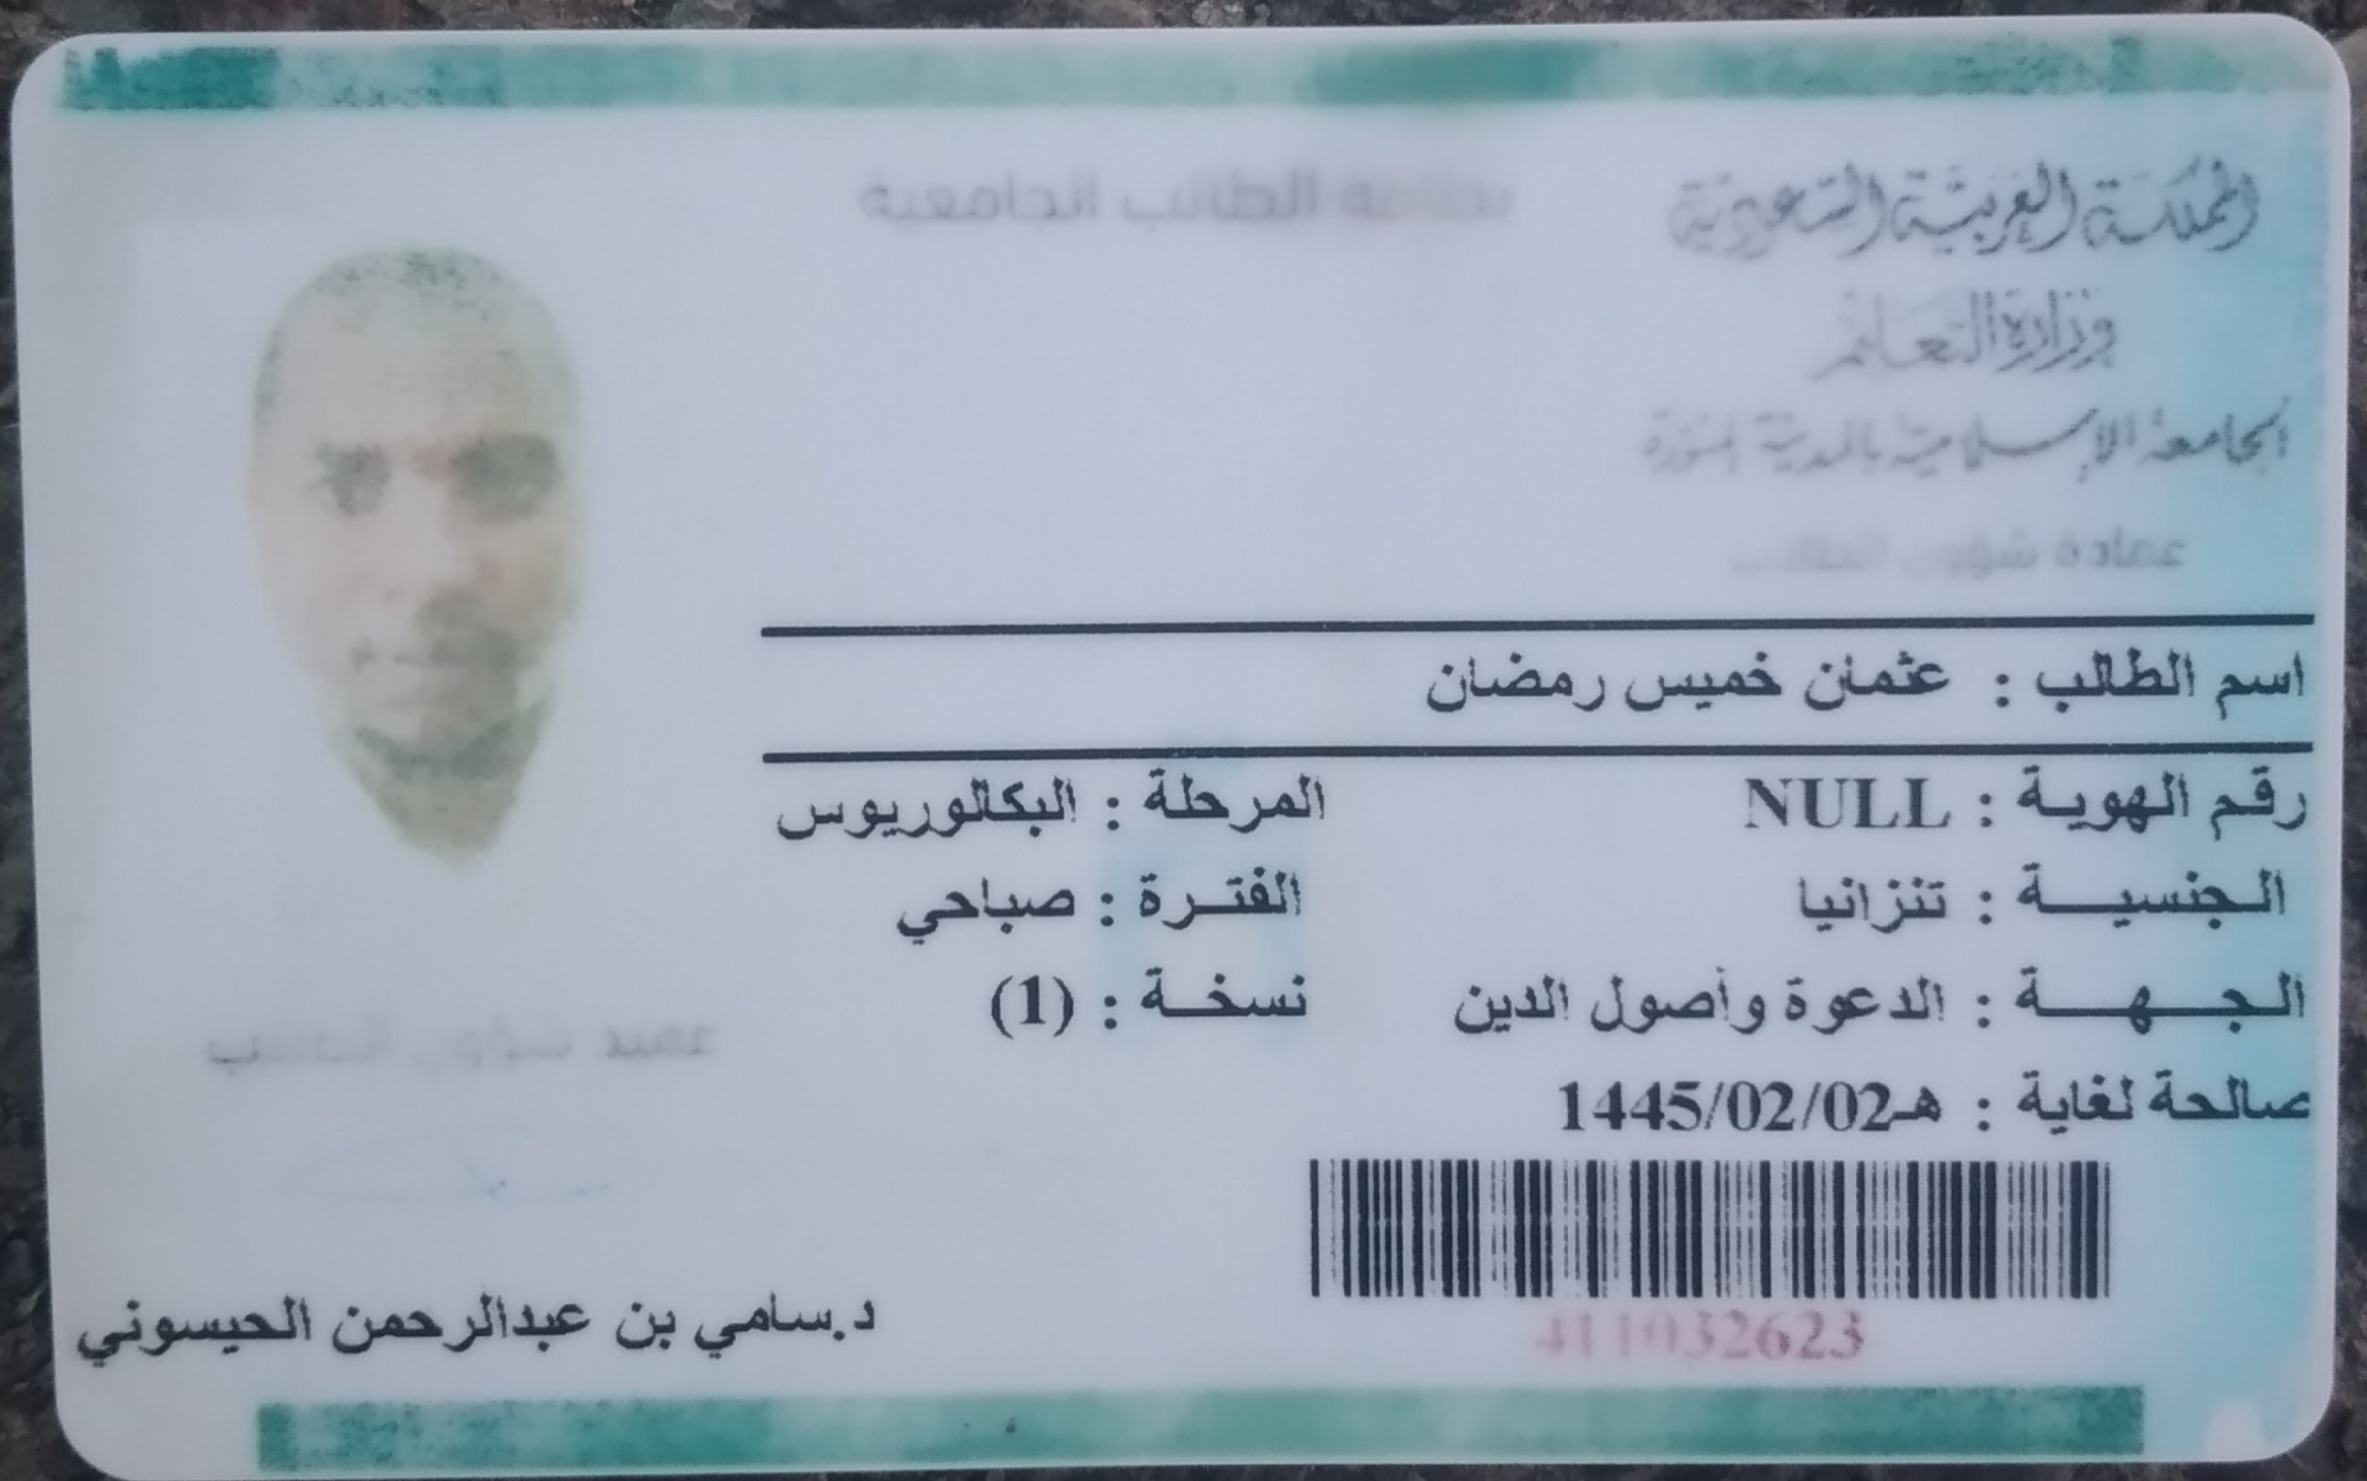 المملكة العربية السعودية
وزارة التعليم
الجامعة الإسلامية بالمدينة المنورة
عمادة شؤون الطلاب
بطاقة الطالب الجامعية
اسم الطالب : عثمان خميس رمضان
رقم الهوية : NULL
المرحلة : البكالوريوس
الجنسية : تنزانيا
الفترة : صباحي
الجهة : الدعوة وأصول الدين
نسخة : (1)
صالحة لغاية : 1445/02/02هـ
411032623
عميد شؤون الطلاب
د.سامي بن عبدالرحمن الحيسوني